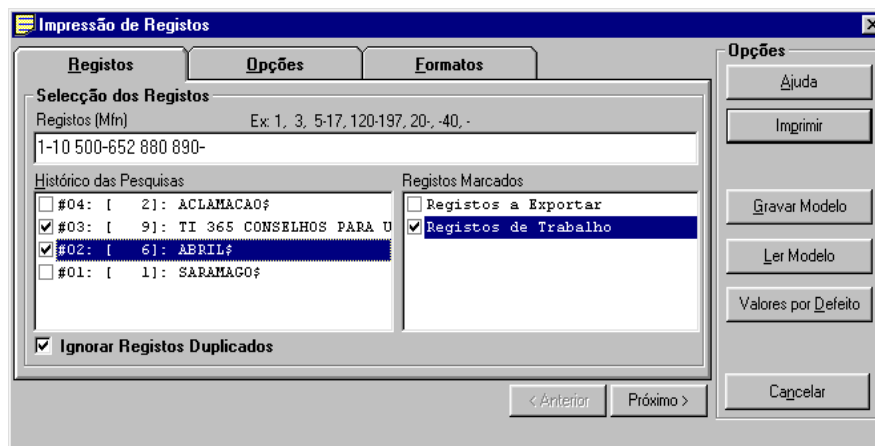 Impressão de Registos
Registos
Opções
Formatos
Selecção dos Registos
Registos (Mfn)
Ex: 1, 3, 5-17, 120-197, 20-, -40, -
1-10 500-652 880 890-
Histórico das Pesquisas
#04: [ 2]: ACLAMACAO$
#03: [ 9]: TI 365 CONSELHOS PARA U
#02: [ 6]: ABRIL$
#01: [ 1]: SARAMAGO$
Registos Marcados
Registos a Exportar
Registos de Trabalho
Ignorar Registos Duplicados
< Anterior
Próximo >
Opções
Ajuda
Imprimir
Gravar Modelo
Ler Modelo
Valores por Defeito
Cancelar